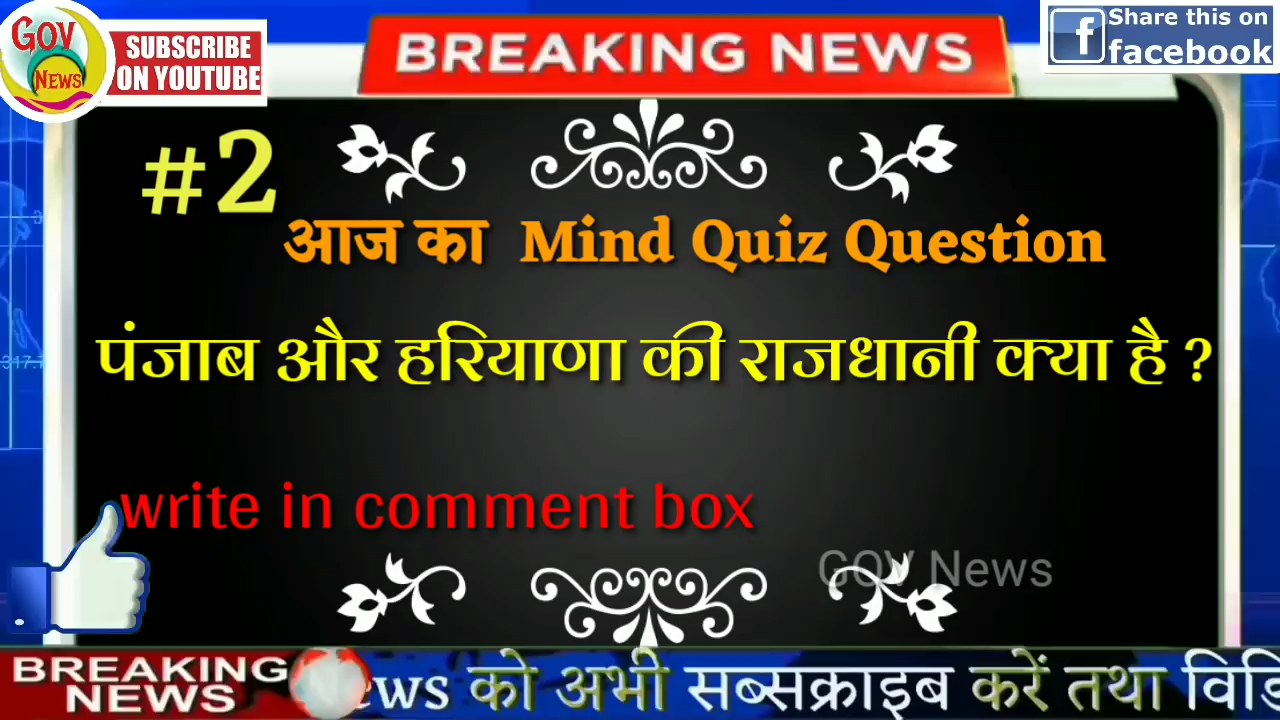 GOV
NEWS
SUBSCRIBE
ON YOUTUBE
BREAKING NEWS
Share this on
facebook
#2
आज का Mind Quiz Question
पंजाब और हरियाणा की राजधानी क्या है ?
write in comment box
GOV News
BREAKING
NEWS
ews को अभी सब्सक्राइब करें तथा विडि